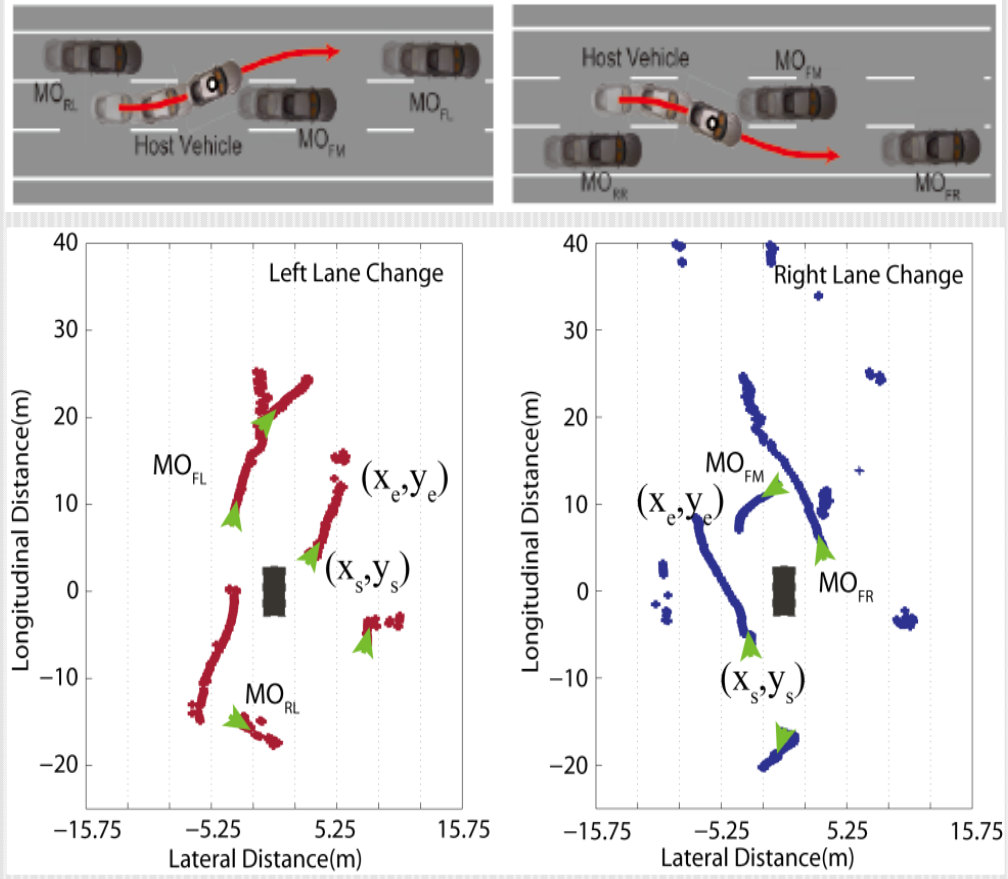 MO_RL
Host Vehicle
MO_FM
MO_FL
Host Vehicle
MO_FM
MO_RR
MO_FR
Left Lane Change
40
30
20
10
0
−10
−20
Longitudinal Distance(m)
MO_FL
(x_e,y_e)
(x_s,y_s)
MO_RL
−15.75 −5.25 5.25 15.75
Lateral Distance(m)
Right Lane Change
40
30
20
10
0
−10
−20
Longitudinal Distance(m)
MO_FM
(x_e,y_e)
MO_FR
(x_s,y_s)
−15.75 −5.25 5.25 15.75
Lateral Distance(m)